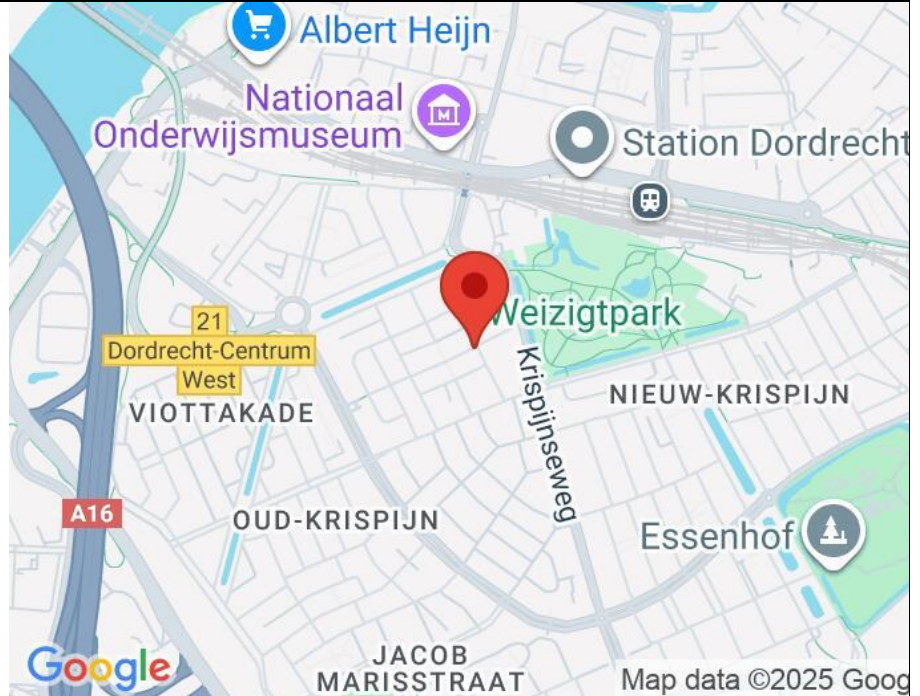 Albert Heijn
Nationaal
Onderwijsmuseum
M
Station Dordrecht
Weizigtpark
21
Dordrecht-Centrum
West
VIOTTAKADE
Krispijnseweg
NIEUW-KRISPIJN
A16
OUD-KRISPIJN
Essenhof
JACOB
MARISSTRAAT
Google
Map data ©2025 Goog